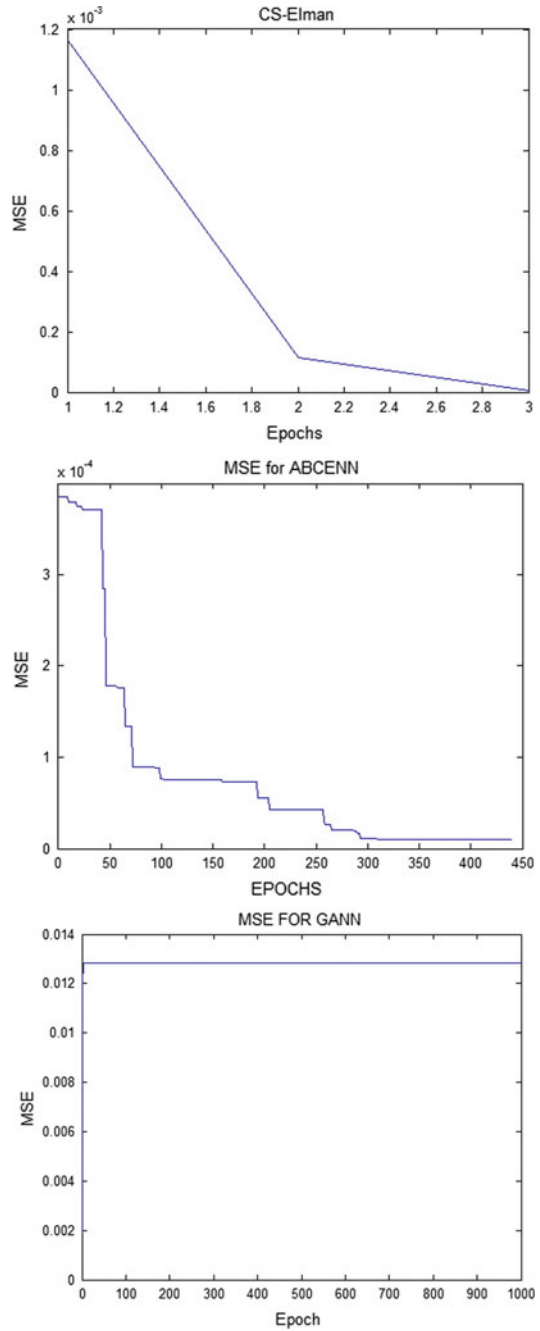 CS-Elman
x 10^-3
1.2
1
0.8
0.6
0.4
0.2
0
MSE
1 1.2 1.4 1.6 1.8 2 2.2 2.4 2.6 2.8 3
Epochs
MSE for ABCENN
x 10^-4
3
2
1
0
MSE
0 50 100 150 200 250 300 350 400 450
EPOCHS
MSE FOR GANN
0.014
0.012
0.01
0.008
0.006
0.004
0.002
0
MSE
0 100 200 300 400 500 600 700 800 900 1000
Epoch